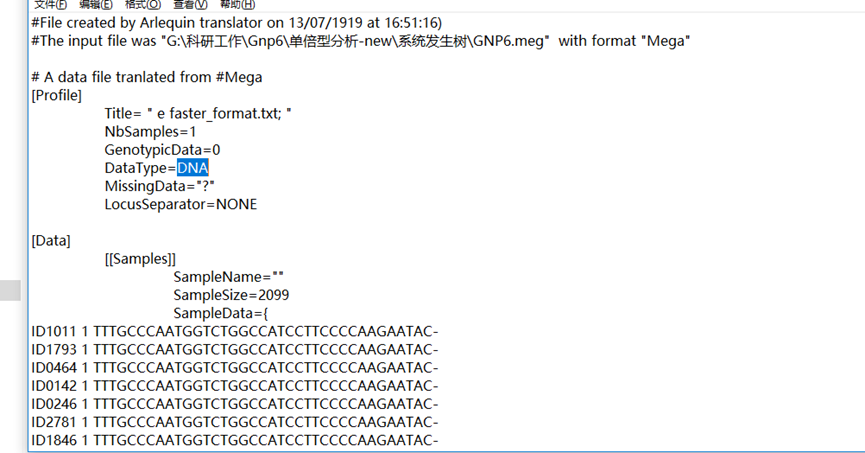 文件(F) 编辑(E) 格式(O) 查看(V) 帮助(H)
#File created by Arlequin translator on 13/07/1919 at 16:51:16)
#The input file was "G:\科研工作\Gnp6\单倍型分析-new\系统发生树\GNP6.meg"  with format "Mega"
# A data file tranlated from #Mega
[Profile]
Title= " e faster_format.txt; "
NbSamples=1
GenotypicData=0
DataType=DNA
MissingData="?"
LocusSeparator=NONE
[Data]
[[Samples]]
SampleName=""
SampleSize=2099
SampleData={
ID1011 1 TTTGCCCAATGGTCTGGCCATCCTTCCCCAAGAATAC-
ID1793 1 TTTGCCCAATGGTCTGGCCATCCTTCCCCAAGAATAC-
ID0464 1 TTTGCCCAATGGTCTGGCCATCCTTCCCCAAGAATAC-
ID0142 1 TTTGCCCAATGGTCTGGCCATCCTTCCCCAAGAATAC-
ID0246 1 TTTGCCCAATGGTCTGGCCATCCTTCCCCAAGAATAC-
ID2781 1 TTTGCCCAATGGTCTGGCCATCCTTCCCCAAGAATAC-
ID1846 1 TTTGCCCAATGGTCTGGCCATCCTTCCCCAAGAATAC-